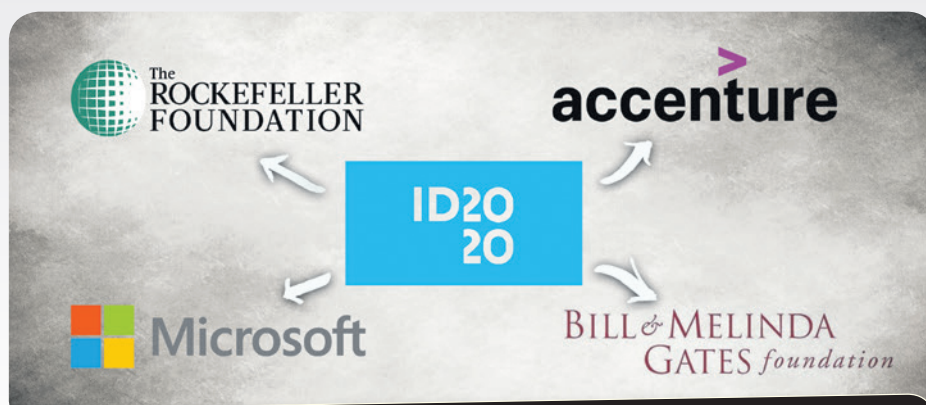 The
ROCKEFELLER
FOUNDATION
accenture
ID20
20
Microsoft
BILL & MELINDA
GATES foundation